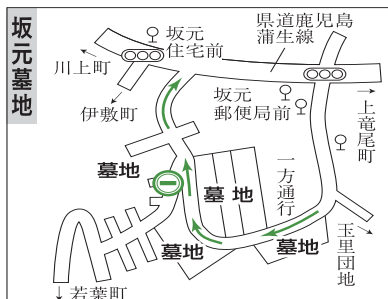 坂元墓地
坂元
住宅前
県道鹿児島
蒲生線
川上町
伊敷町
坂元
郵便局前
上竜尾町
墓地
墓地
一方通行
墓地
墓地
玉里団地
若葉町